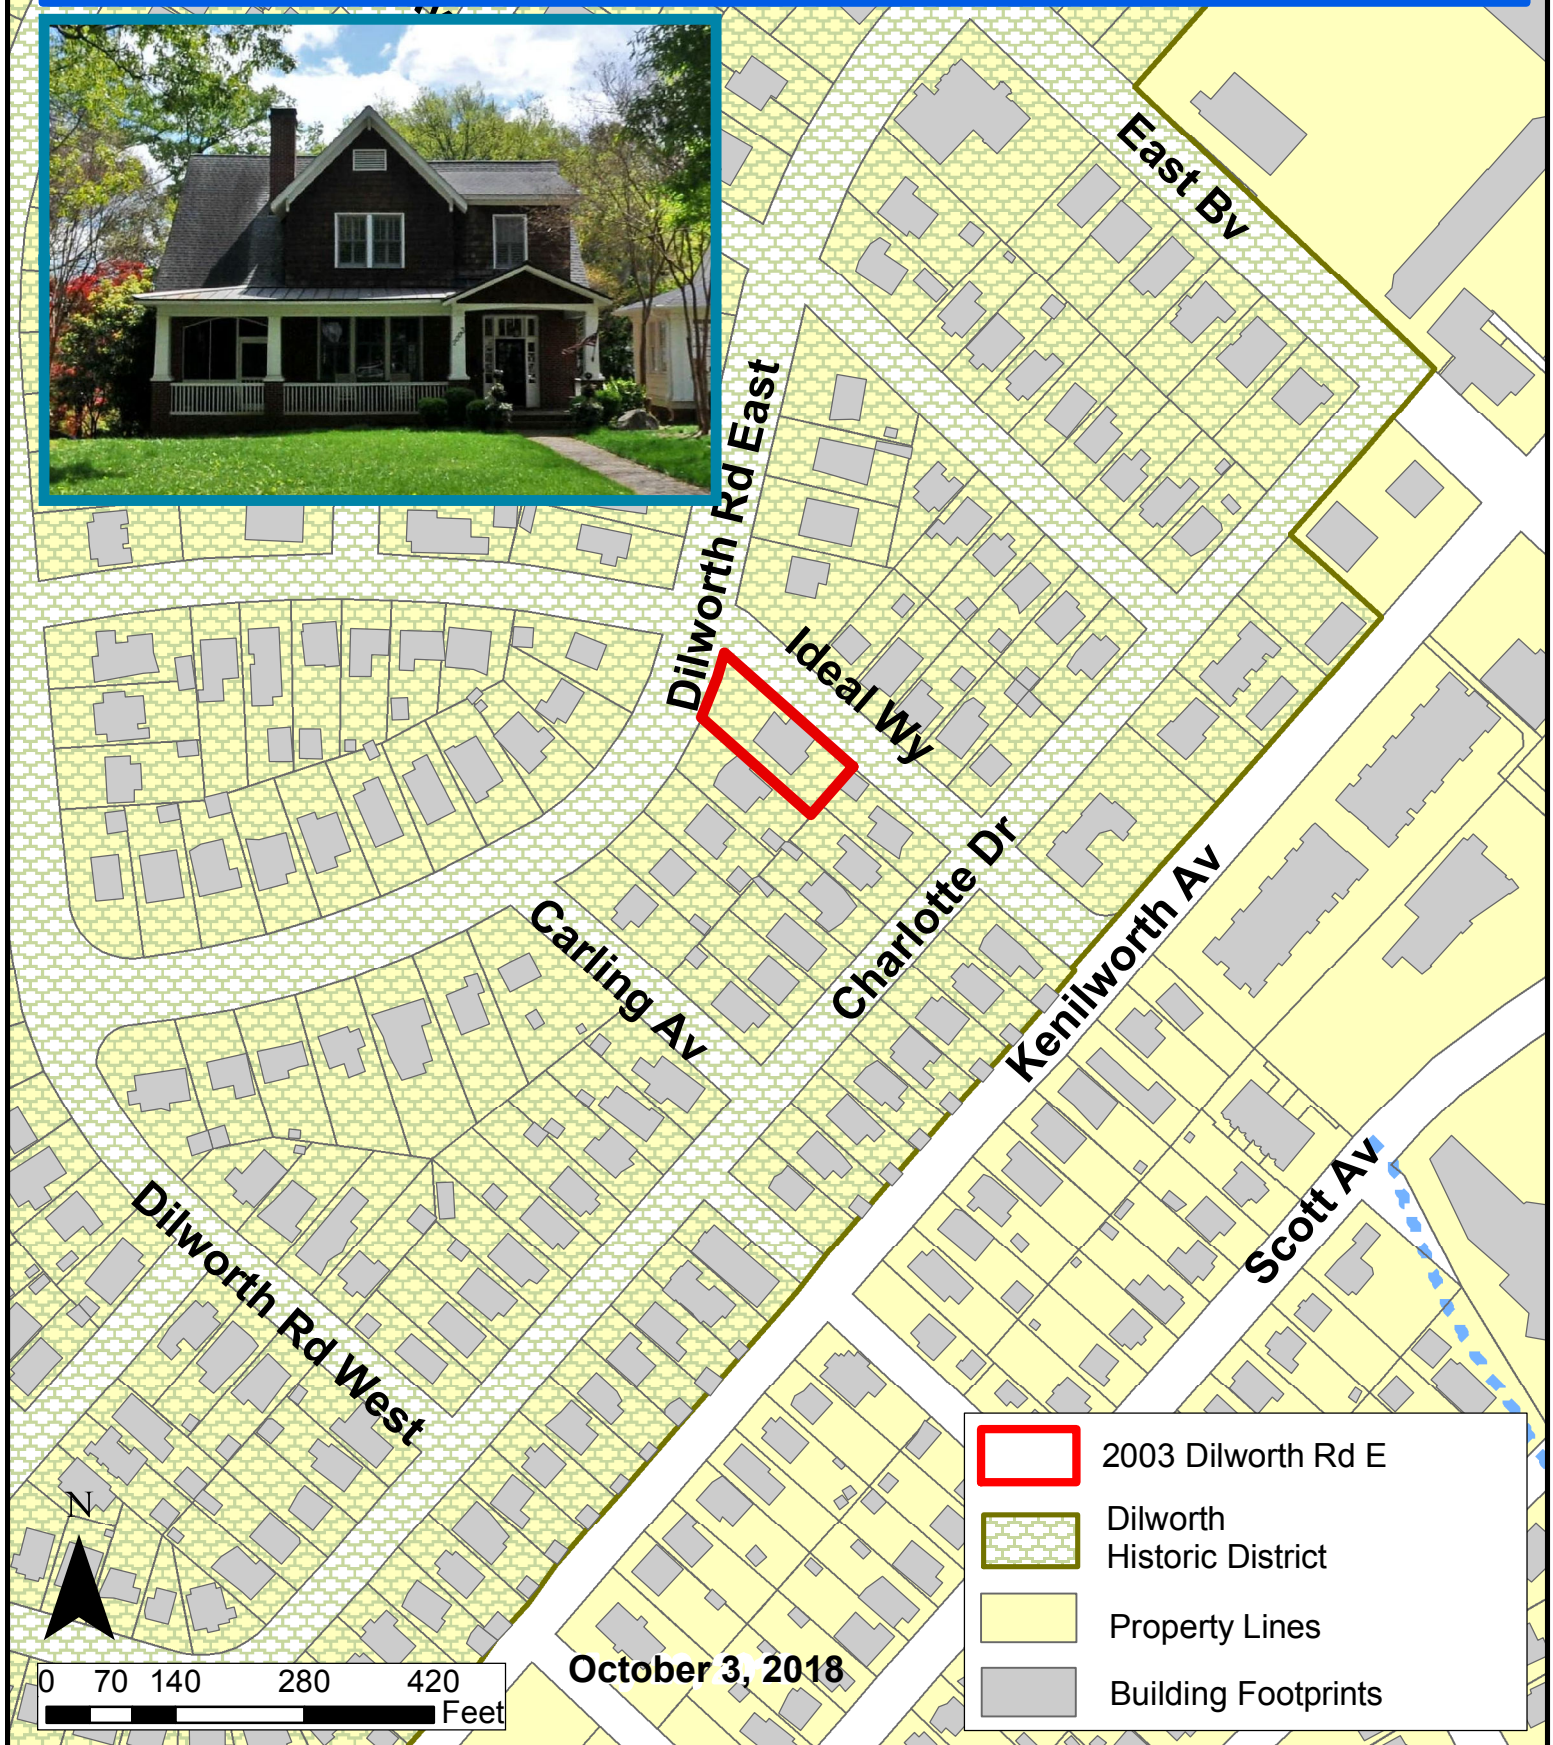 East Bv
Dilworth Rd East
Ideal Wy
Charlotte Dr
Carling Av
Kenilworth Av
Scott Av
Dilworth Rd West
N
0 70 140 280 420
Feet
October 3, 2018
2003 Dilworth Rd E
Dilworth
Historic District
Property Lines
Building Footprints